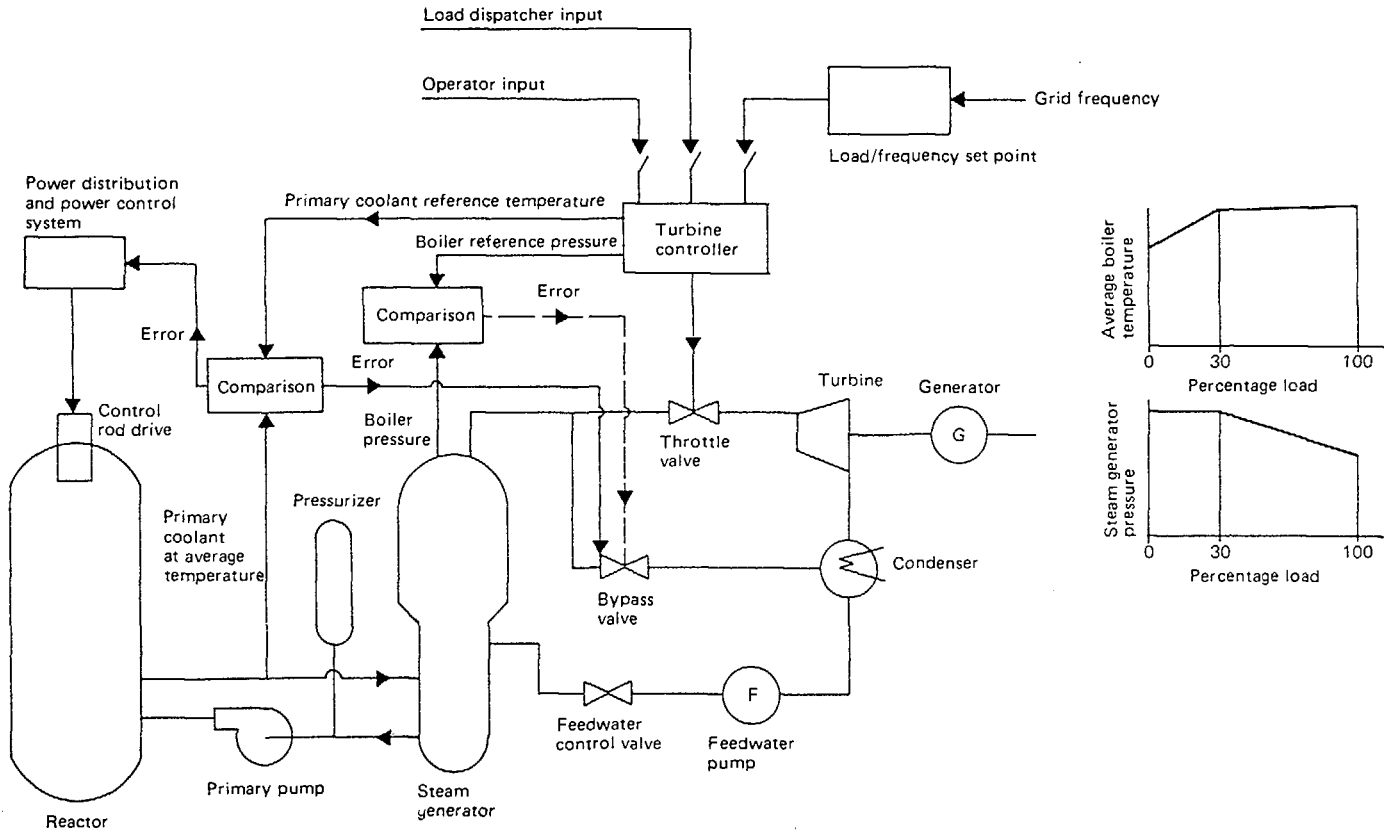 Load dispatcher input
Operator input
Grid frequency
Load/frequency set point
Power distribution
and power control
system
Primary coolant reference temperature
Boiler reference pressure
Turbine
controller
Error
Comparison
Error
Comparison
Error
Control
rod drive
Boiler
pressure
Throttle
valve
Turbine
Generator
G
Pressurizer
Primary
coolant
at average
temperature
Bypass
valve
Condenser
Feedwater
control valve
F
Feedwater
pump
Primary pump
Steam
generator
Reactor
Average boiler
temperature
0
30
100
Percentage load
Steam generator
pressure
0
30
100
Percentage load